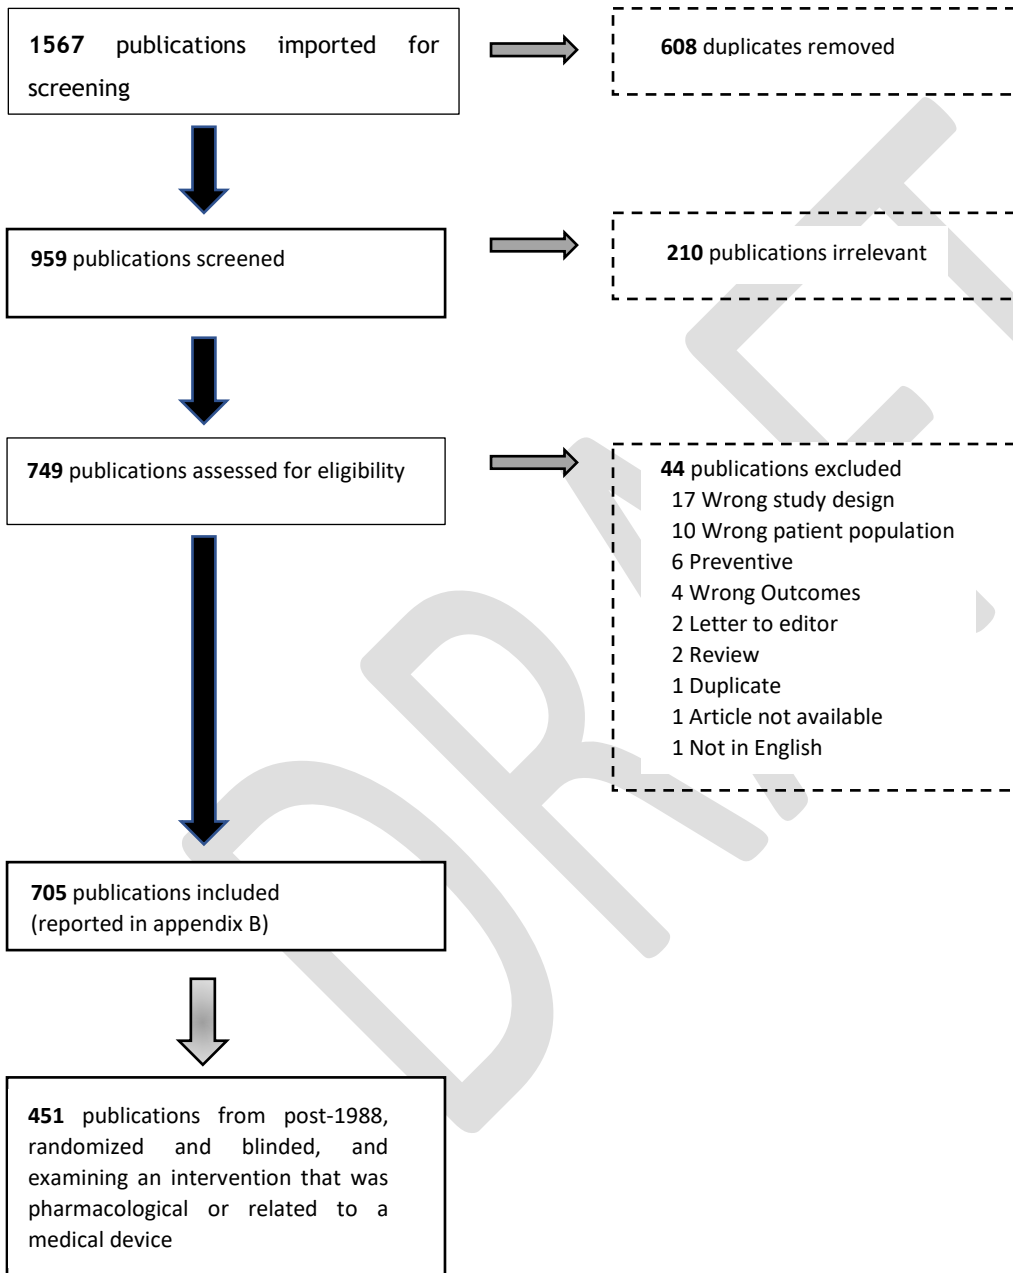 1567 publications imported for
screening
608 duplicates removed
959 publications screened
210 publications irrelevant
749 publications assessed for eligibility
44 publications excluded
17 Wrong study design
10 Wrong patient population
6 Preventive
4 Wrong Outcomes
2 Letter to editor
2 Review
1 Duplicate
1 Article not available
1 Not in English
705 publications included
(reported in appendix B)
451 publications from post-1988,
randomized and blinded, and
examining an intervention that was
pharmacological or related to a
medical device
DRAFT